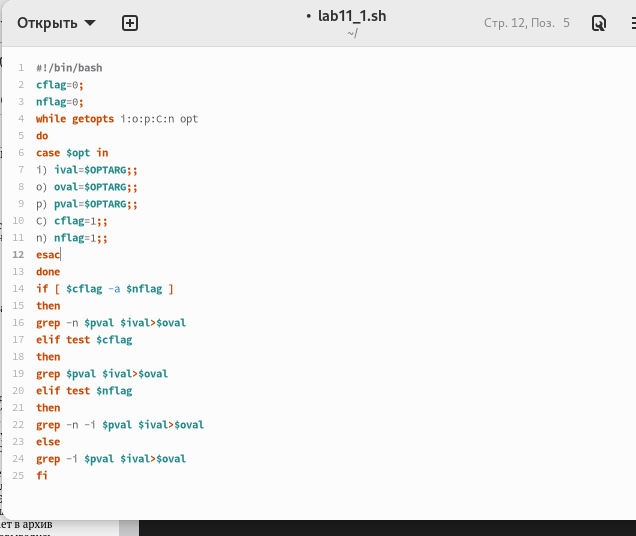 Открыть
• lab11_1.sh
~/
Стр. 12, Поз. 5
1 #!/bin/bash
2 cflag=0;
3 nflag=0;
4 while getopts i:o:p:C:n opt
5 do
6 case $opt in
7 i) ival=$OPTARG;;
8 o) oval=$OPTARG;;
9 p) pval=$OPTARG;;
10 C) cflag=1;;
11 n) nflag=1;;
12 esac
13 done
14 if [ $cflag -a $nflag ]
15 then
16 grep -n $pval $ival>$oval
17 elif test $cflag
18 then
19 grep $pval $ival>$oval
20 elif test $nflag
21 then
22 grep -n -i $pval $ival>$oval
23 else
24 grep -i $pval $ival>$oval
25 fi
ет в архив